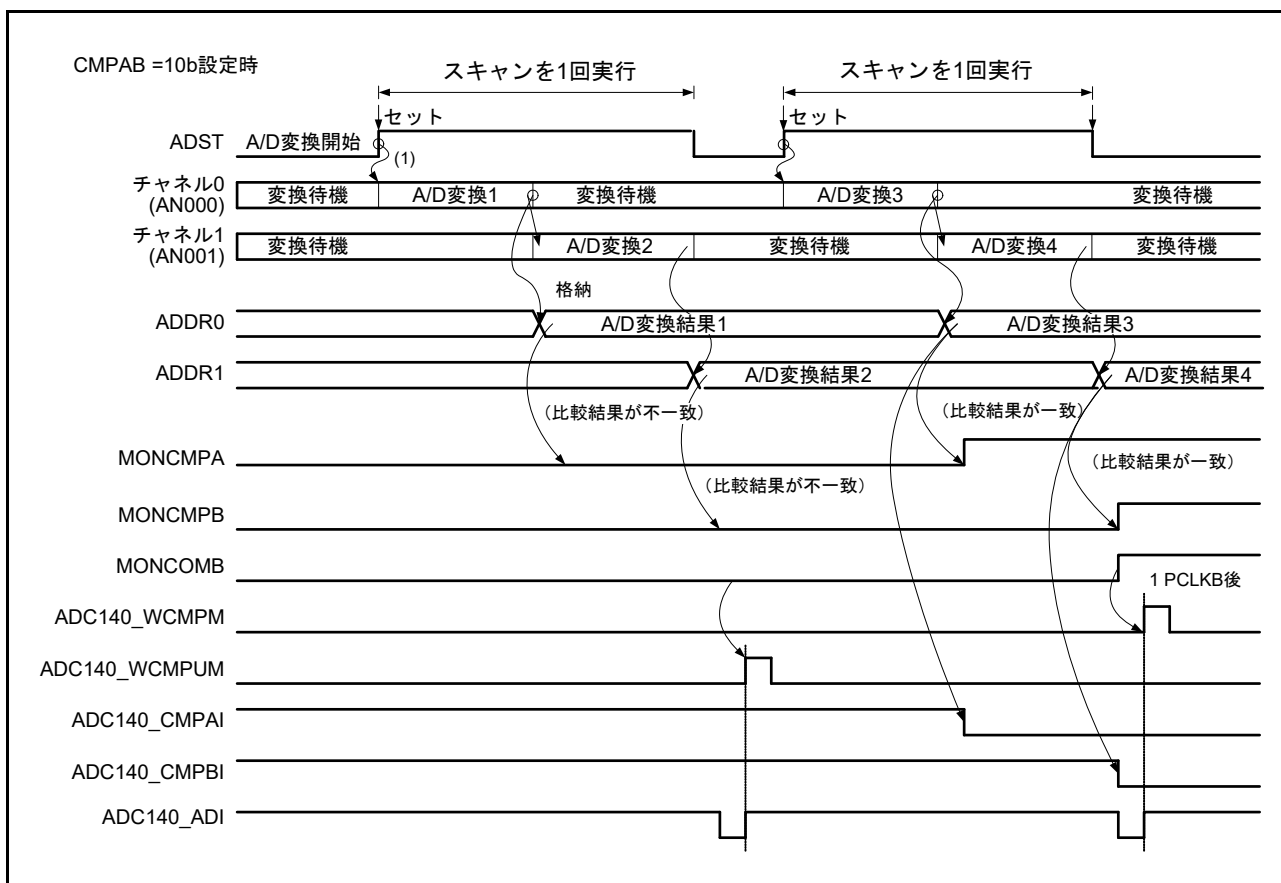 CMPAB =10b設定時
スキャンを1回実行
スキャンを1回実行
セット
セット
ADST
A/D変換開始
(1)
チャネル0
(AN000)
変換待機
A/D変換1
変換待機
A/D変換3
変換待機
チャネル1
(AN001)
変換待機
A/D変換2
変換待機
A/D変換4
変換待機
格納
ADDR0
A/D変換結果1
A/D変換結果3
ADDR1
A/D変換結果2
A/D変換結果4
（比較結果が不一致）
（比較結果が一致）
MONCMPA
（比較結果が不一致）
（比較結果が一致）
MONCMPB
MONCOMB
1 PCLKB後
ADC140_WCMPM
ADC140_WCMPUM
ADC140_CMPAI
ADC140_CMPBI
ADC140_ADI